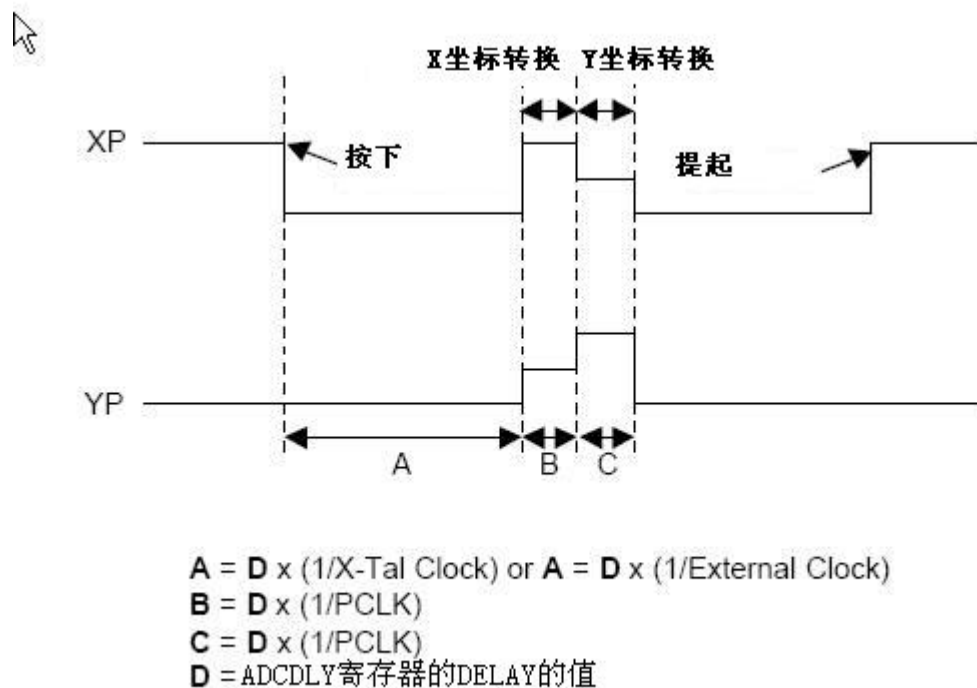 X坐标转换 Y坐标转换
XP
按下
提起
YP
A B C
A = D x (1/X-Tal Clock) or A = D x (1/External Clock)
B = D x (1/PCLK)
C = D x (1/PCLK)
D =ADCDLY寄存器的DELAY的值